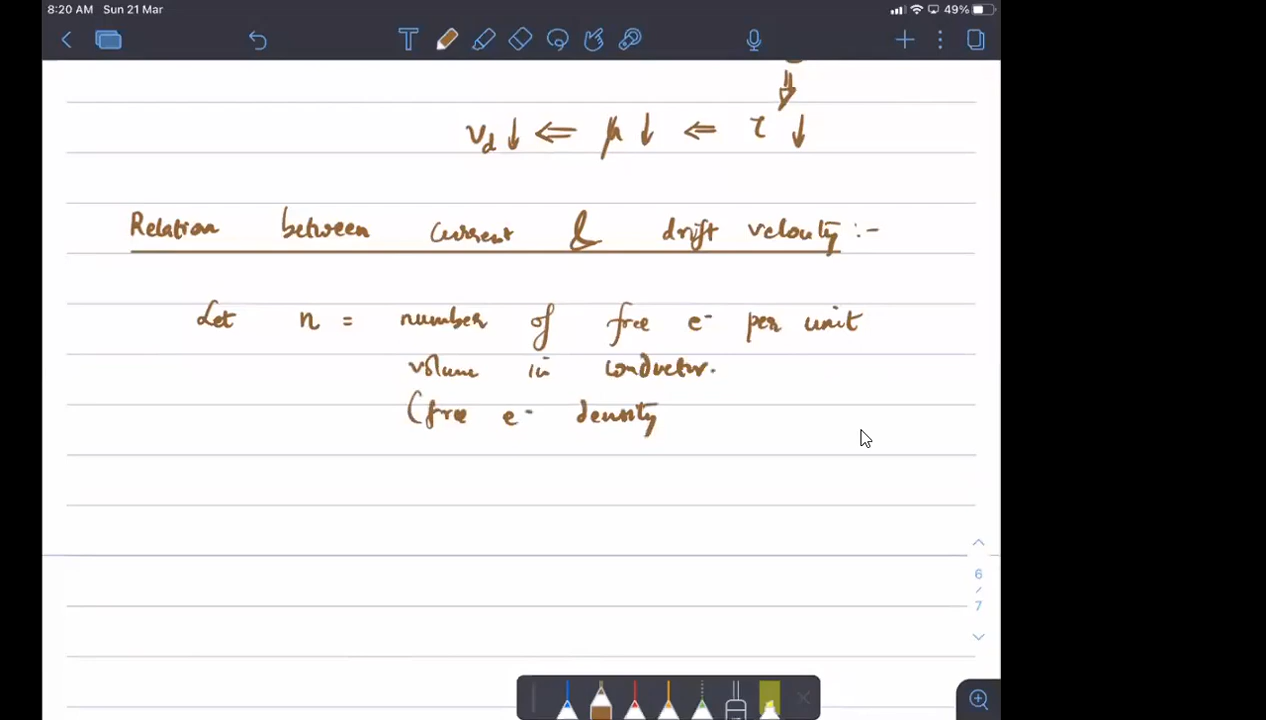 8:20 AM Sun 21 Mar 49%
T
⇓
v_d ↓ ⇐ μ ↓ ⇐ τ ↓
Relation between current & drift velocity :-
Let n = number of free e⁻ per unit
volume in conductor.
(free e⁻ density
6
/
7